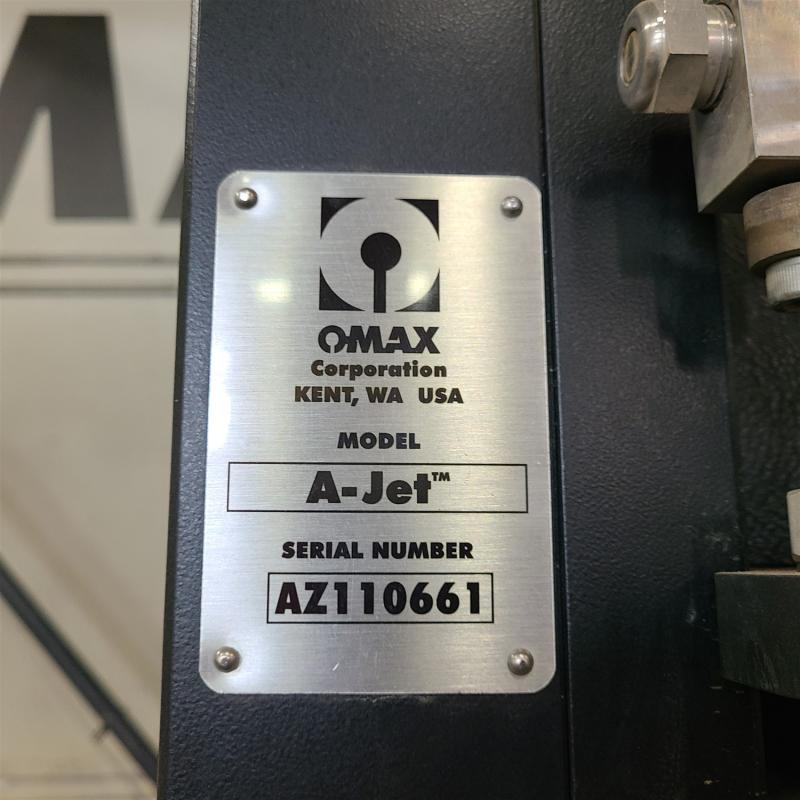 OMAX
Corporation
KENT, WA USA
MODEL
A-Jet™
SERIAL NUMBER
AZ110661